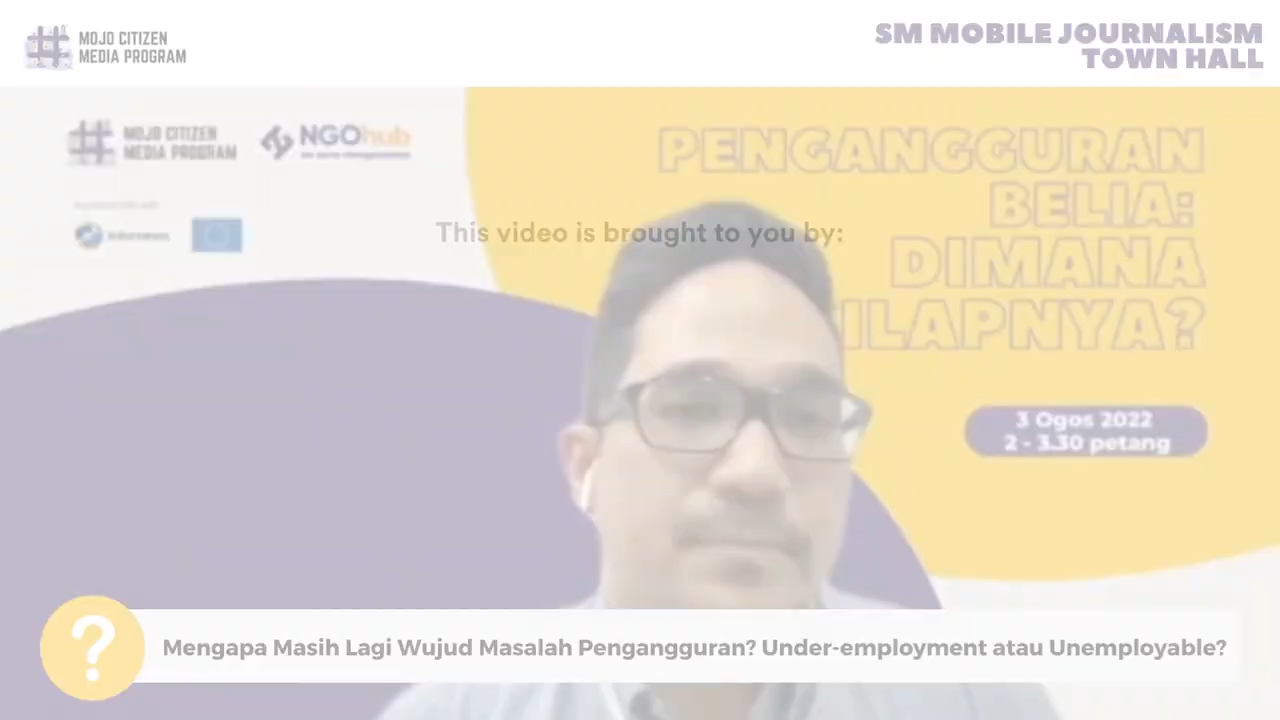 MOJO CITIZEN
MEDIA PROGRAM
SM MOBILE JOURNALISM
TOWN HALL
MOJO CITIZEN
MEDIA PROGRAM
NGOhub
PENGANGGURAN
BELIA:
DIMANA
ILAPNYA?
internews
This video is brought to you by:
3 Ogos 2022
2 - 3.30 petang
Mengapa Masih Lagi Wujud Masalah Pengangguran? Under-employment atau Unemployable?